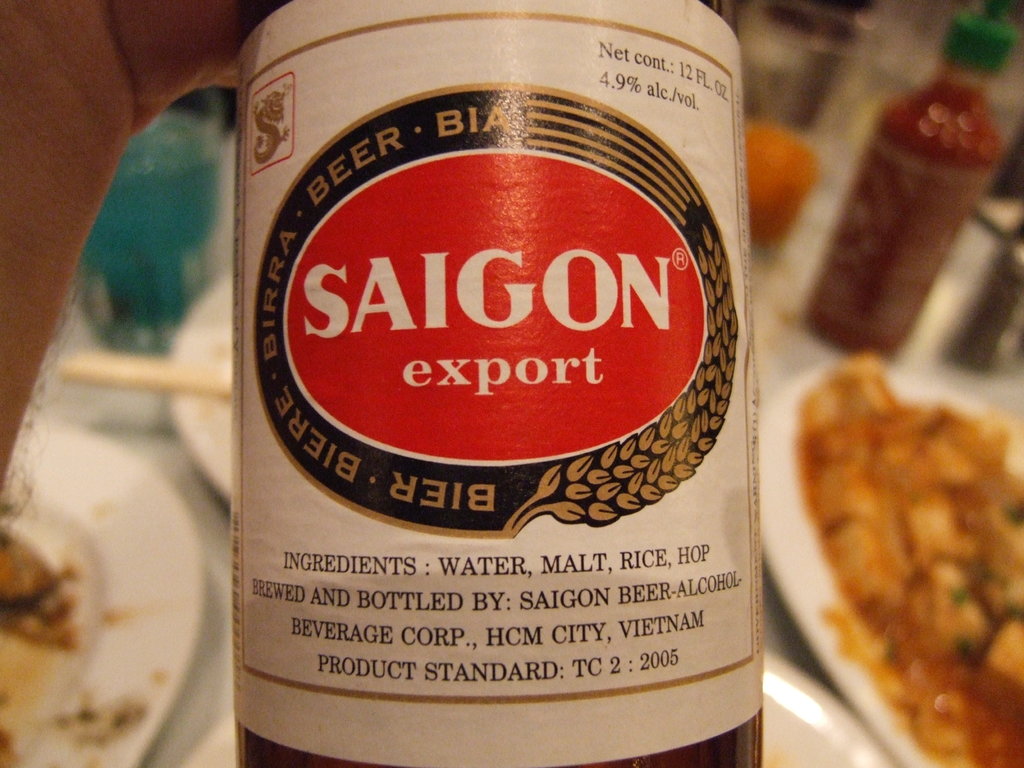 Net cont.: 12 FL. OZ.
4.9% alc./vol.
BIER · BIERE · BIRRA · BEER · BIA
SAIGON®
export
INGREDIENTS : WATER, MALT, RICE, HOP
BREWED AND BOTTLED BY: SAIGON BEER-ALCOHOL-
BEVERAGE CORP., HCM CITY, VIETNAM
PRODUCT STANDARD: TC 2 : 2005